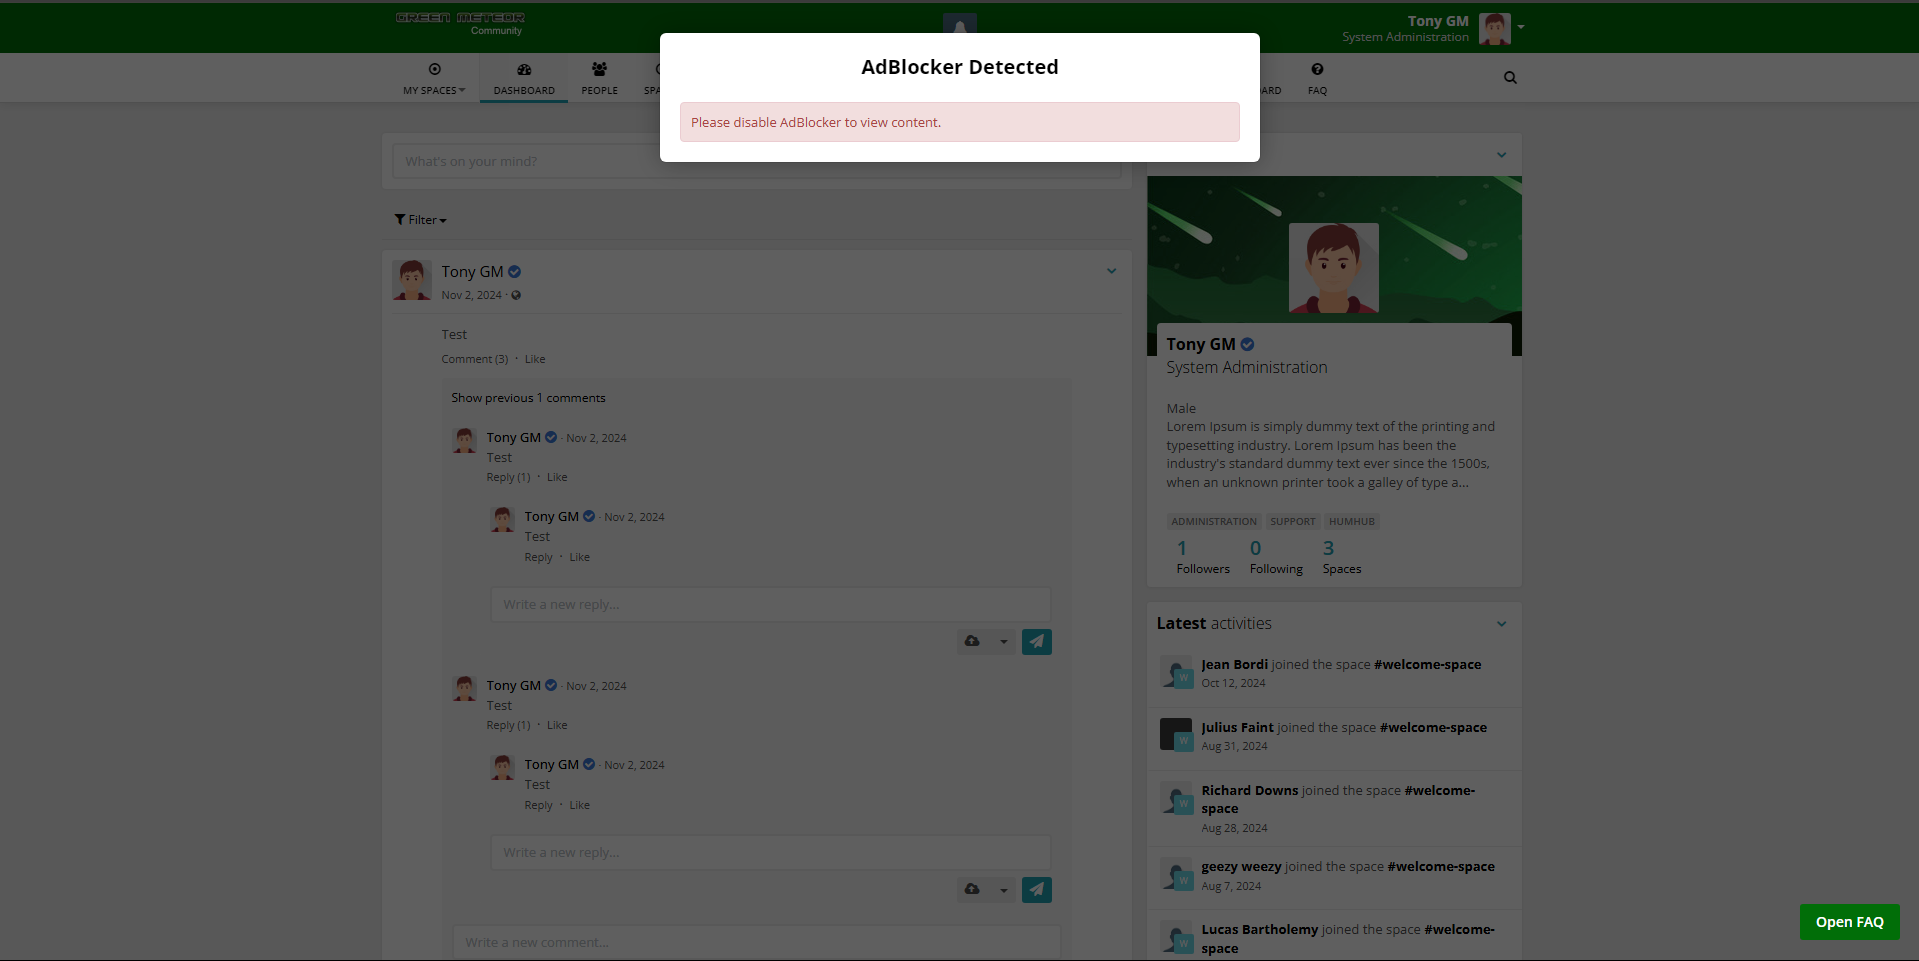 GREEN METEOR
Community
Tony GM
System Administration
AdBlocker Detected
Please disable AdBlocker to view content.
MY SPACES
DASHBOARD
PEOPLE
SPA
ARD
FAQ
What's on your mind?
Filter
Tony GM
Nov 2, 2024 ·
Test
Comment (3) · Like
Show previous 1 comments
Tony GM · Nov 2, 2024
Test
Reply (1) · Like
Tony GM · Nov 2, 2024
Test
Reply · Like
Write a new reply...
Tony GM · Nov 2, 2024
Test
Reply (1) · Like
Tony GM · Nov 2, 2024
Test
Reply · Like
Write a new reply...
Write a new comment...
Tony GM
System Administration
Male
Lorem Ipsum is simply dummy text of the printing and
typesetting industry. Lorem Ipsum has been the
industry's standard dummy text ever since the 1500s,
when an unknown printer took a galley of type a...
ADMINISTRATION SUPPORT HUMHUB
1 0 3
Followers Following Spaces
Latest activities
Jean Bordi joined the space #welcome-space
W
Oct 12, 2024
Julius Faint joined the space #welcome-space
W
Aug 31, 2024
Richard Downs joined the space #welcome-
space
W
Aug 28, 2024
geezy weezy joined the space #welcome-space
W
Aug 7, 2024
Lucas Bartholemy joined the space #welcome-
space
W
Open FAQ